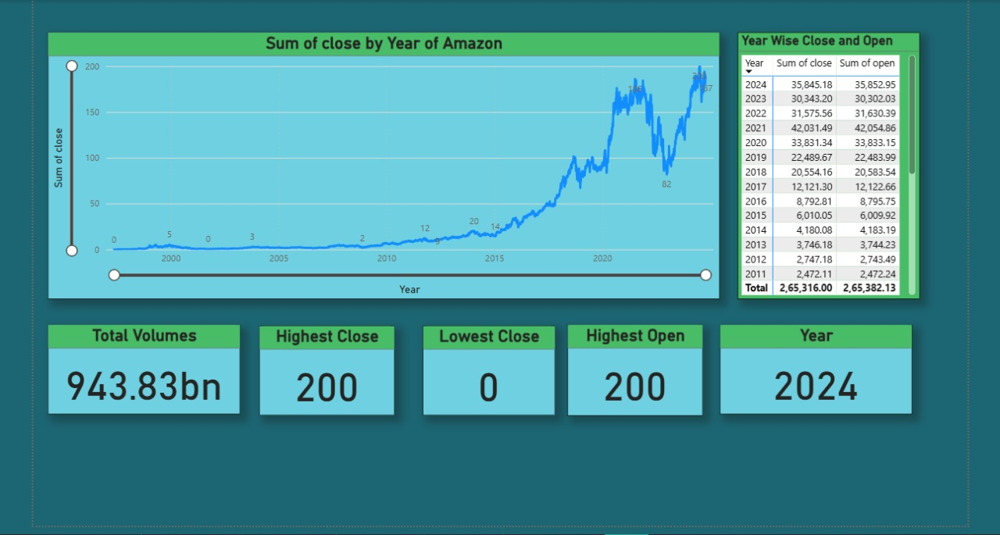 Sum of close by Year of Amazon
Sum of close
200
150
100
50
0
0
5
0
3
2
12
9
20
14
82
87
2000
2005
2010
2015
2020
Year
Year Wise Close and Open
Year Sum of close Sum of open
2024 35,845.18 35,852.95
2023 30,343.20 30,302.03
2022 31,575.56 31,630.39
2021 42,031.49 42,054.86
2020 33,831.34 33,833.15
2019 22,489.67 22,483.99
2018 20,554.16 20,583.54
2017 12,121.30 12,122.66
2016 8,792.81 8,795.75
2015 6,010.05 6,009.92
2014 4,180.08 4,183.19
2013 3,746.18 3,744.23
2012 2,747.18 2,743.49
2011 2,472.11 2,472.24
Total 2,65,316.00 2,65,382.13
Total Volumes
943.83bn
Highest Close
200
Lowest Close
0
Highest Open
200
Year
2024